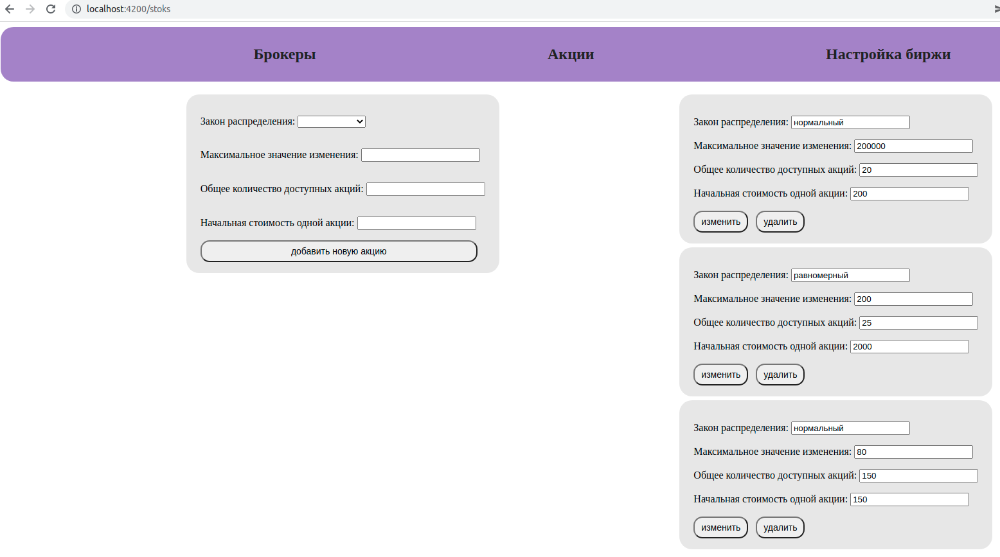 localhost:4200/stoks
Брокеры Акции Настройка биржи
Закон распределения:
Максимальное значение изменения:
Общее количество доступных акций:
Начальная стоимость одной акции:
добавить новую акцию
Закон распределения: нормальный
Максимальное значение изменения: 200000
Общее количество доступных акций: 20
Начальная стоимость одной акции: 200
изменить удалить
Закон распределения: равномерный
Максимальное значение изменения: 200
Общее количество доступных акций: 25
Начальная стоимость одной акции: 2000
изменить удалить
Закон распределения: нормальный
Максимальное значение изменения: 80
Общее количество доступных акций: 150
Начальная стоимость одной акции: 150
изменить удалить